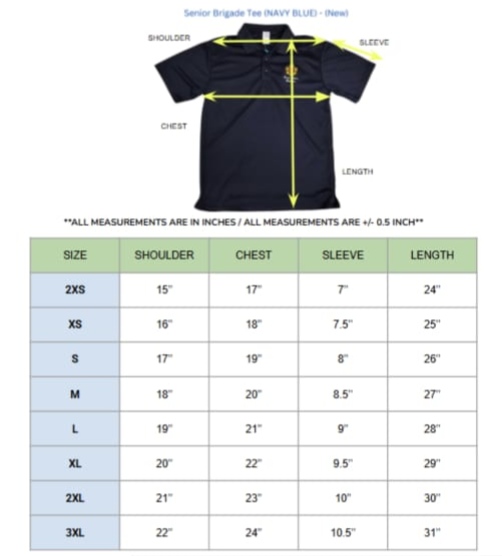 Senior Brigade Tee (NAVY BLUE) - (New)
SHOULDER
SLEEVE
CHEST
LENGTH
**ALL MEASUREMENTS ARE IN INCHES / ALL MEASUREMENTS ARE +/- 0.5 INCH**
SIZE SHOULDER CHEST SLEEVE LENGTH
2XS 15" 17" 7" 24"
XS 16" 18" 7.5" 25"
S 17" 19" 8" 26"
M 18" 20" 8.5" 27"
L 19" 21" 9" 28"
XL 20" 22" 9.5" 29"
2XL 21" 23" 10" 30"
3XL 22" 24" 10.5" 31"